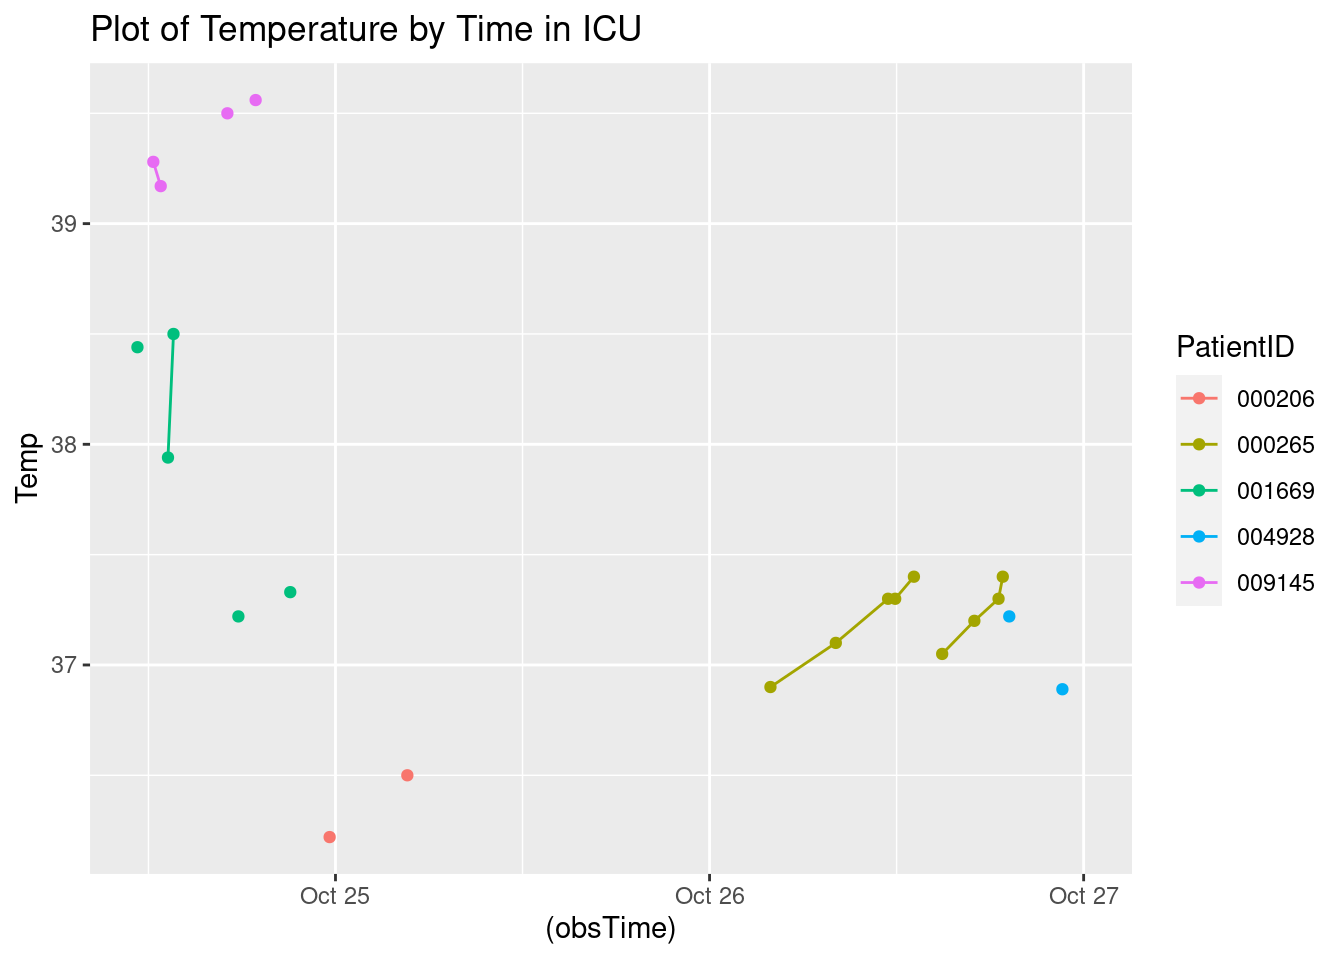 Plot of Temperature by Time in ICU
Temp
39
38
37
Oct 25
Oct 26
Oct 27
(obsTime)
PatientID
000206
000265
001669
004928
009145